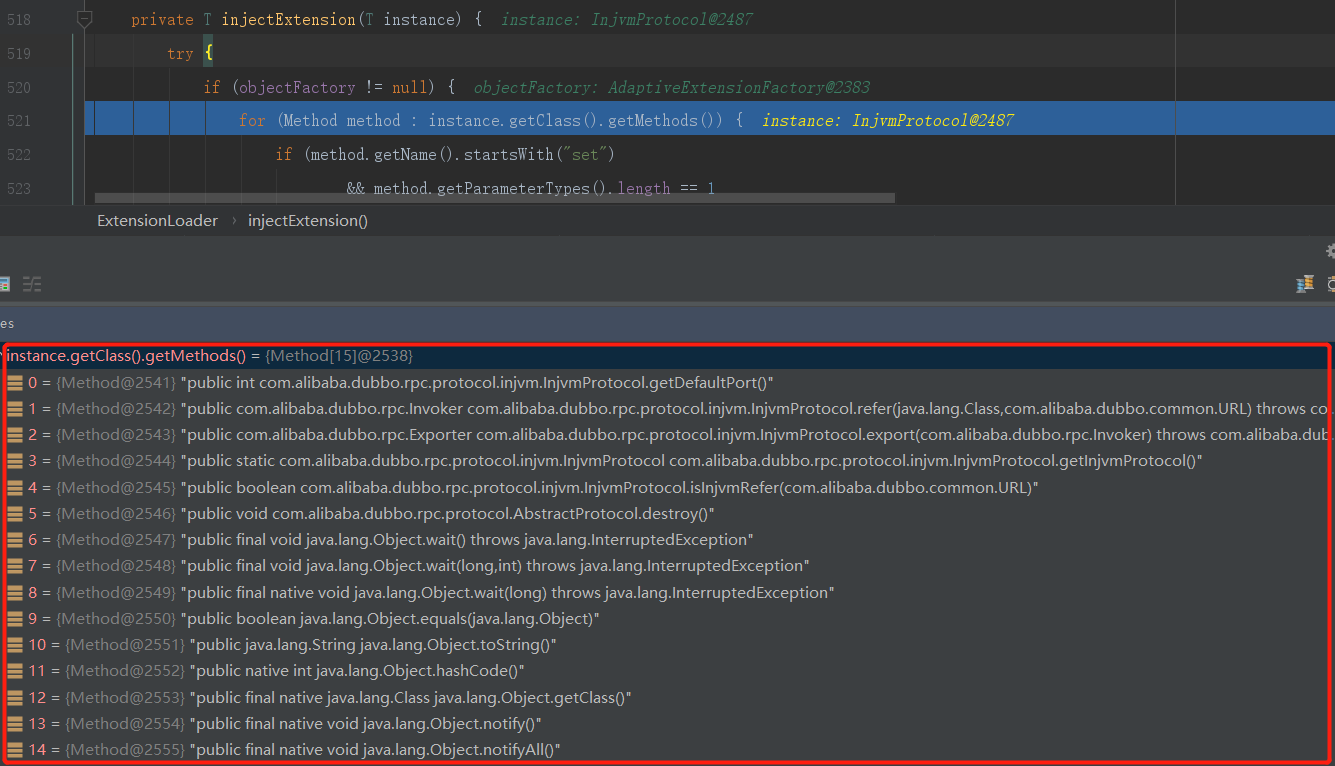 518 private T injectExtension(T instance) { instance: InjvmProtocol@2487
519 try {
520 if (objectFactory != null) { objectFactory: AdaptiveExtensionFactory@2383
521 for (Method method : instance.getClass().getMethods()) { instance: InjvmProtocol@2487
522 if (method.getName().startsWith("set")
523 && method.getParameterTypes().length == 1
ExtensionLoader › injectExtension()
es
instance.getClass().getMethods() = {Method[15]@2538}
0 = {Method@2541} "public int com.alibaba.dubbo.rpc.protocol.injvm.InjvmProtocol.getDefaultPort()"
1 = {Method@2542} "public com.alibaba.dubbo.rpc.Invoker com.alibaba.dubbo.rpc.protocol.injvm.InjvmProtocol.refer(java.lang.Class,com.alibaba.dubbo.common.URL) throws co
2 = {Method@2543} "public com.alibaba.dubbo.rpc.Exporter com.alibaba.dubbo.rpc.protocol.injvm.InjvmProtocol.export(com.alibaba.dubbo.rpc.Invoker) throws com.alibaba.dub
3 = {Method@2544} "public static com.alibaba.dubbo.rpc.protocol.injvm.InjvmProtocol com.alibaba.dubbo.rpc.protocol.injvm.InjvmProtocol.getInjvmProtocol()"
4 = {Method@2545} "public boolean com.alibaba.dubbo.rpc.protocol.injvm.InjvmProtocol.isInjvmRefer(com.alibaba.dubbo.common.URL)"
5 = {Method@2546} "public void com.alibaba.dubbo.rpc.protocol.AbstractProtocol.destroy()"
6 = {Method@2547} "public final void java.lang.Object.wait() throws java.lang.InterruptedException"
7 = {Method@2548} "public final void java.lang.Object.wait(long,int) throws java.lang.InterruptedException"
8 = {Method@2549} "public final native void java.lang.Object.wait(long) throws java.lang.InterruptedException"
9 = {Method@2550} "public boolean java.lang.Object.equals(java.lang.Object)"
10 = {Method@2551} "public java.lang.String java.lang.Object.toString()"
11 = {Method@2552} "public native int java.lang.Object.hashCode()"
12 = {Method@2553} "public final native java.lang.Class java.lang.Object.getClass()"
13 = {Method@2554} "public final native void java.lang.Object.notify()"
14 = {Method@2555} "public final native void java.lang.Object.notifyAll()"